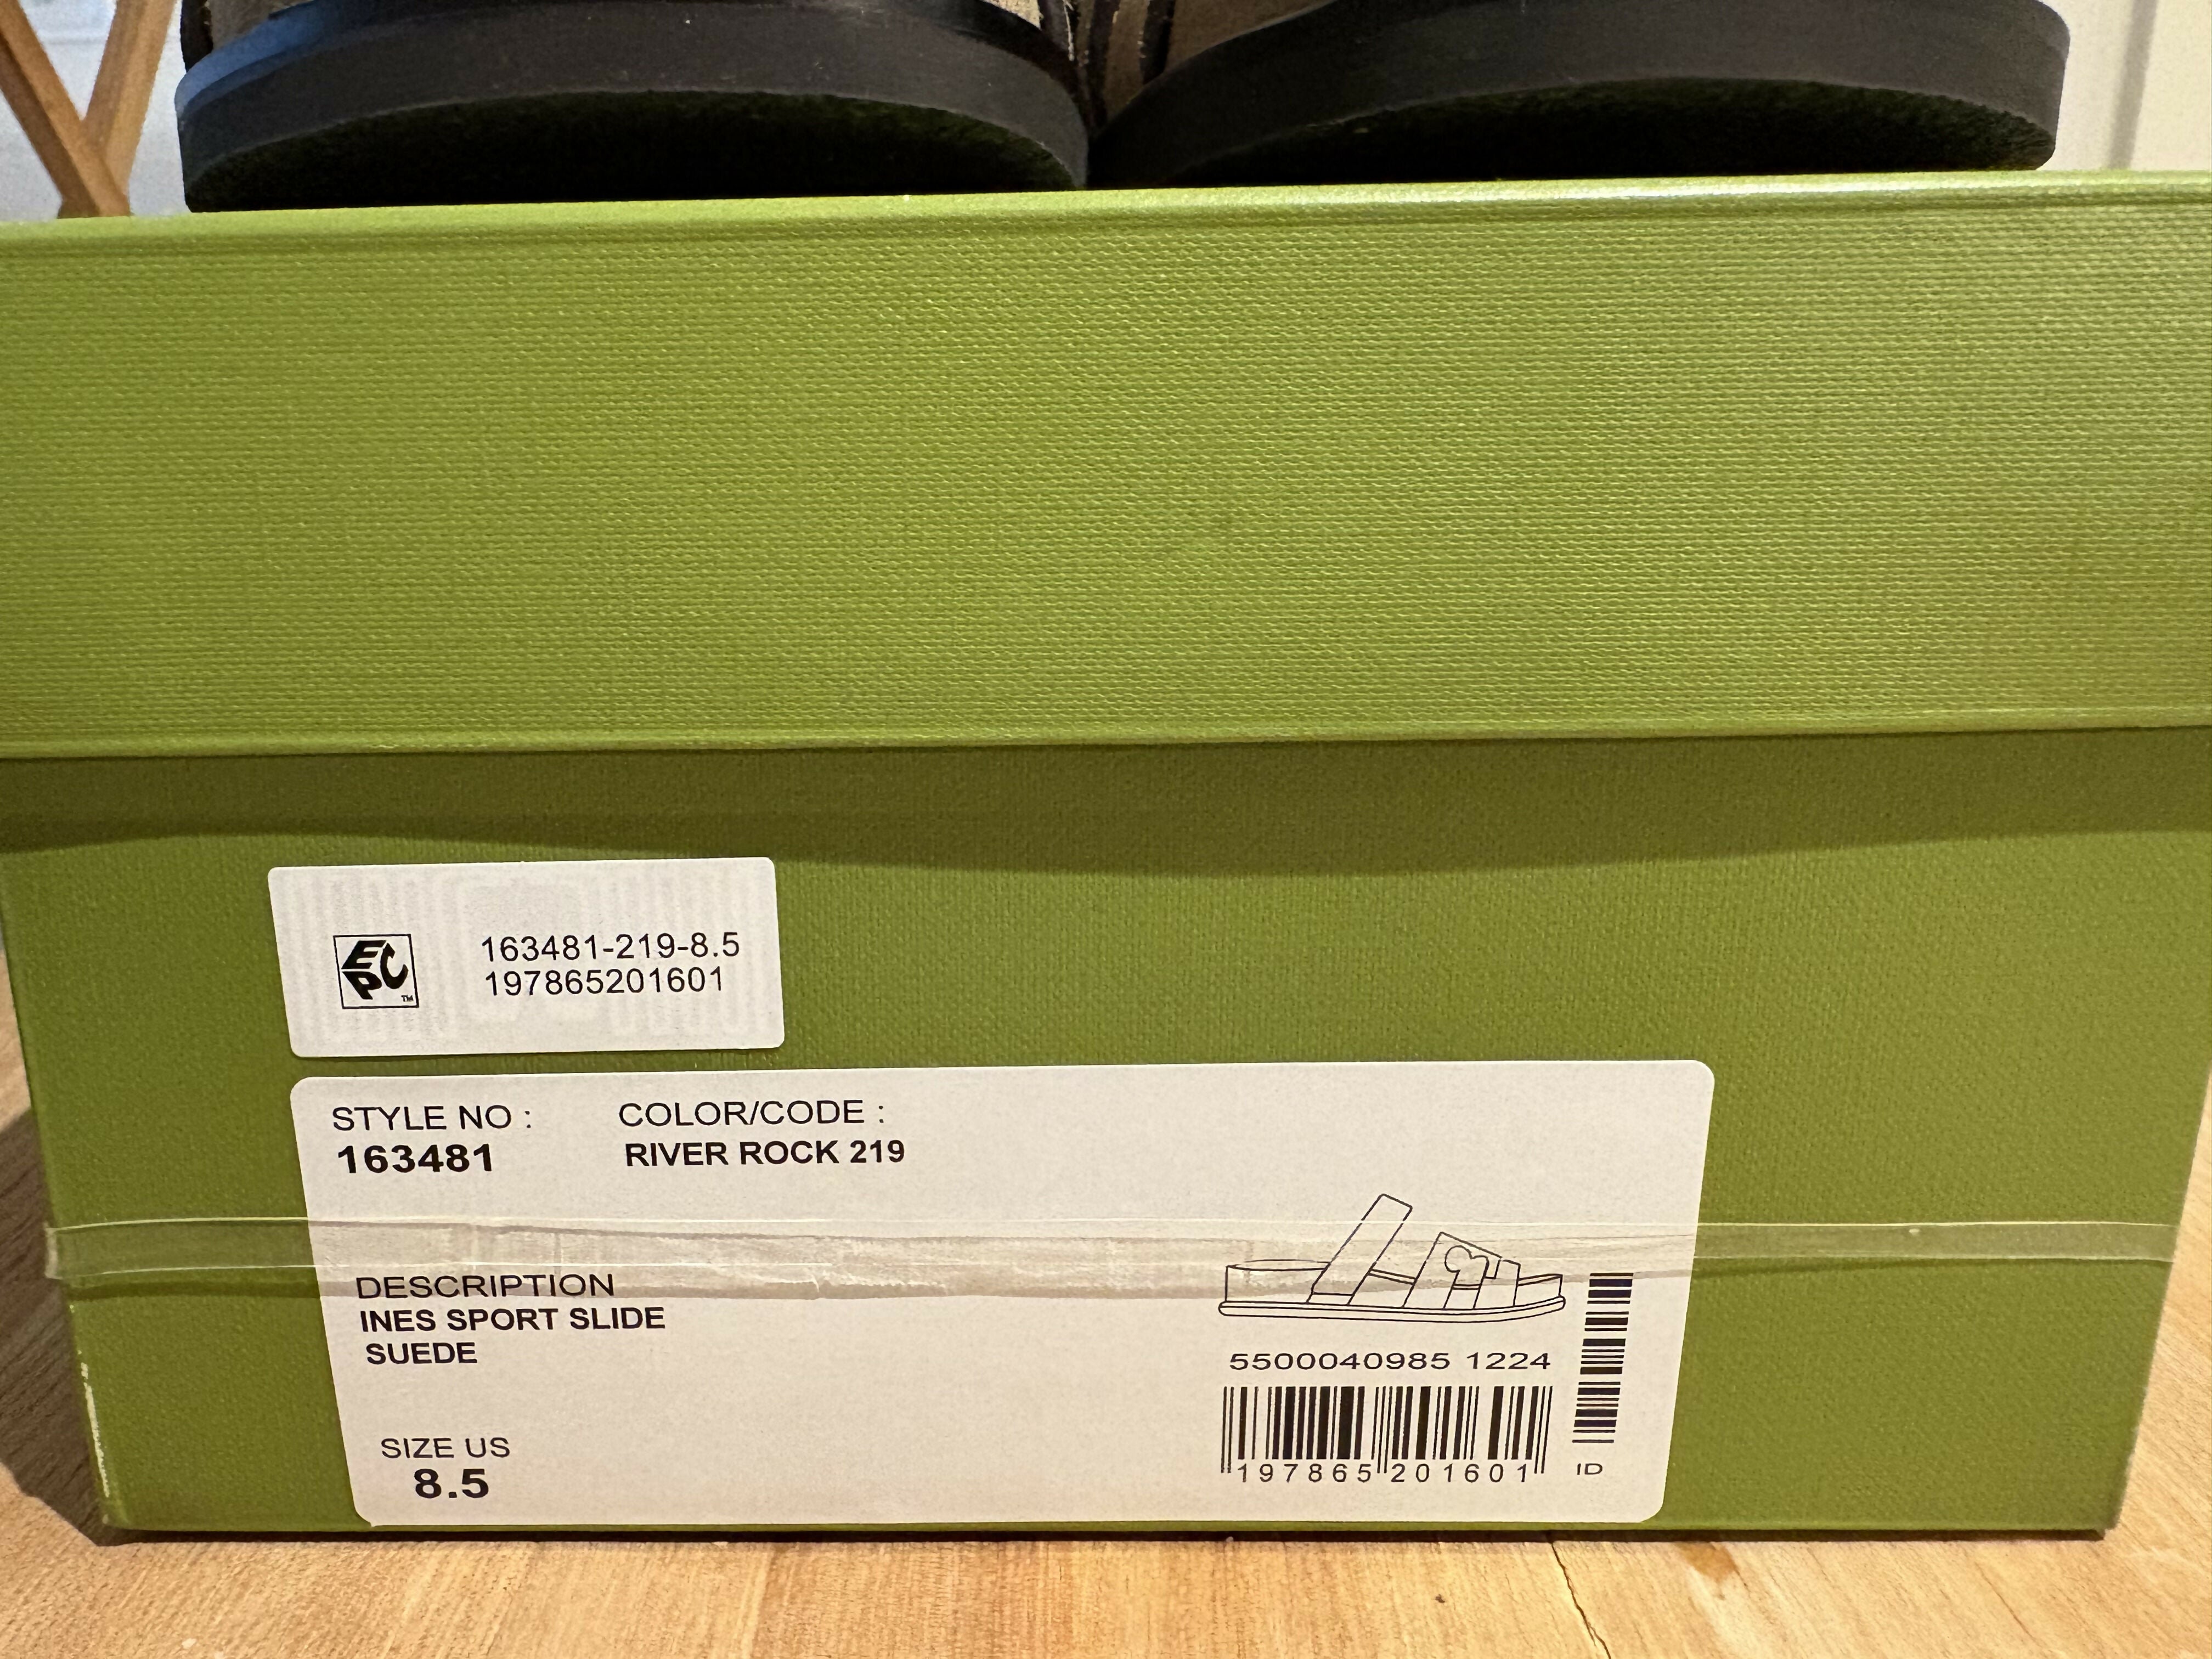 EPC™
163481-219-8.5
197865201601
STYLE NO :
163481
COLOR/CODE :
RIVER ROCK 219
DESCRIPTION
INES SPORT SLIDE
SUEDE
SIZE US
8.5
5500040985 1224
197865 201601
ID